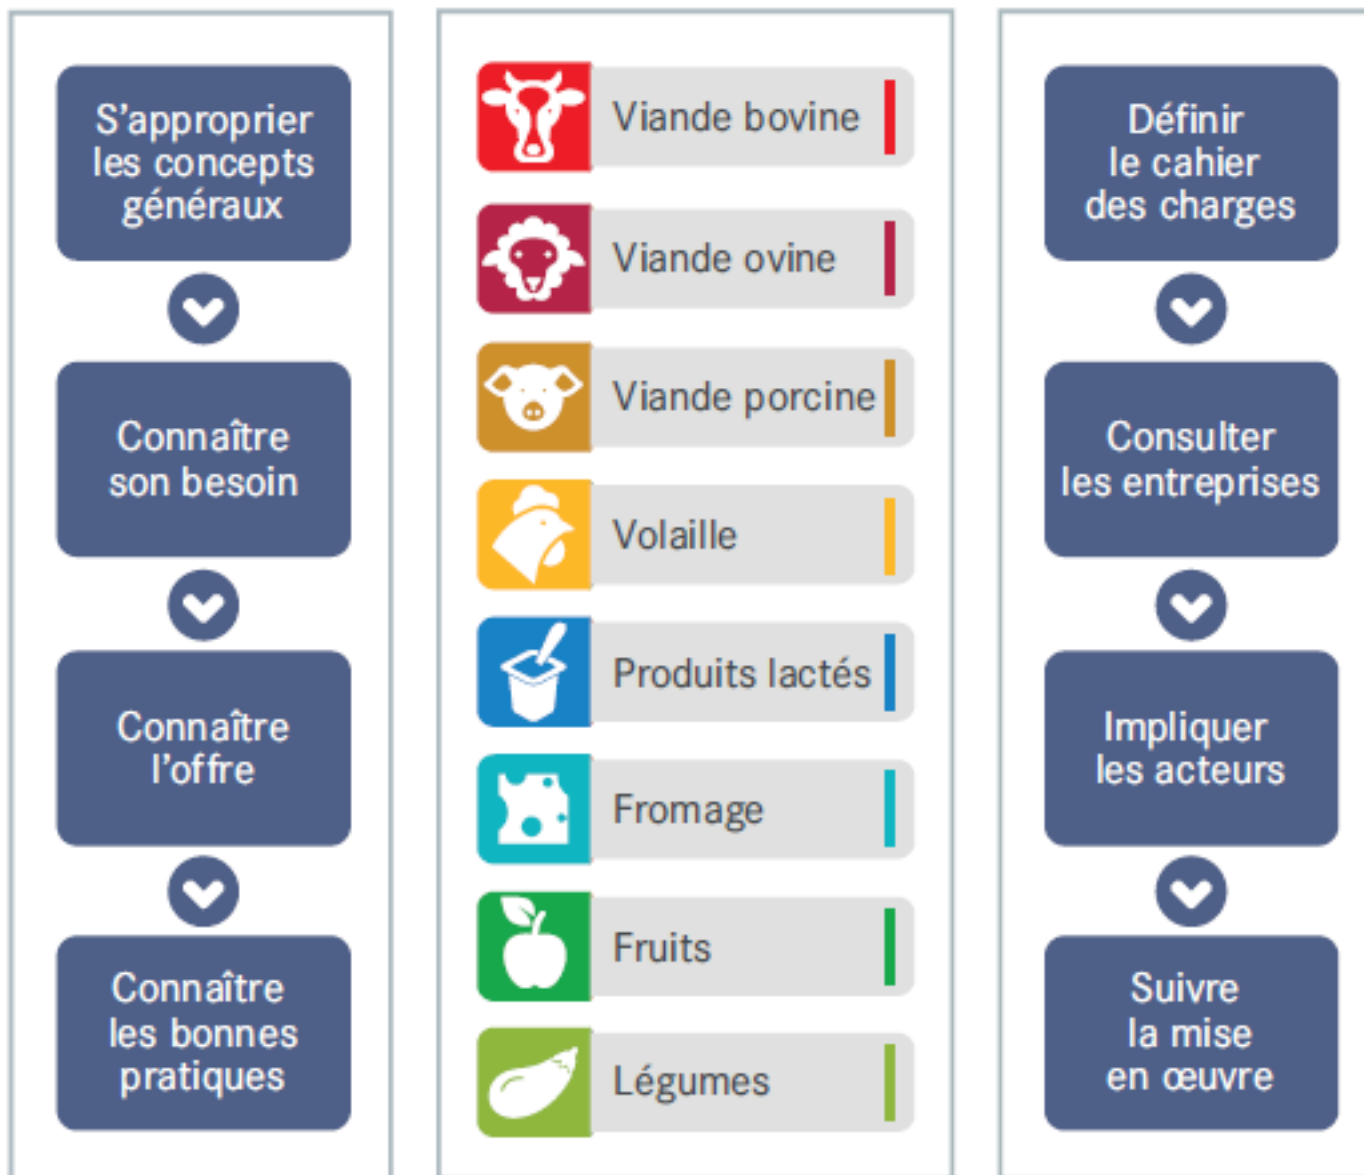 S'approprier
les concepts
généraux
Connaître
son besoin
Connaître
l'offre
Connaître
les bonnes
pratiques
Viande bovine
Viande ovine
Viande porcine
Volaille
Produits lactés
Fromage
Fruits
Légumes
Définir
le cahier
des charges
Consulter
les entreprises
Impliquer
les acteurs
Suivre
la mise
en œuvre